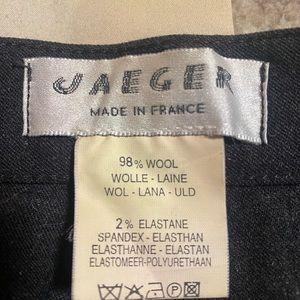 JAEGER
MADE IN FRANCE
98% WOOL
WOLLE - LAINE
WOL - LANA - ULD
2% ELASTANE
SPANDEX - ELASTHAN
ELASTHANNE - ELASTAN
ELASTOMEER-POLYURETHAAN